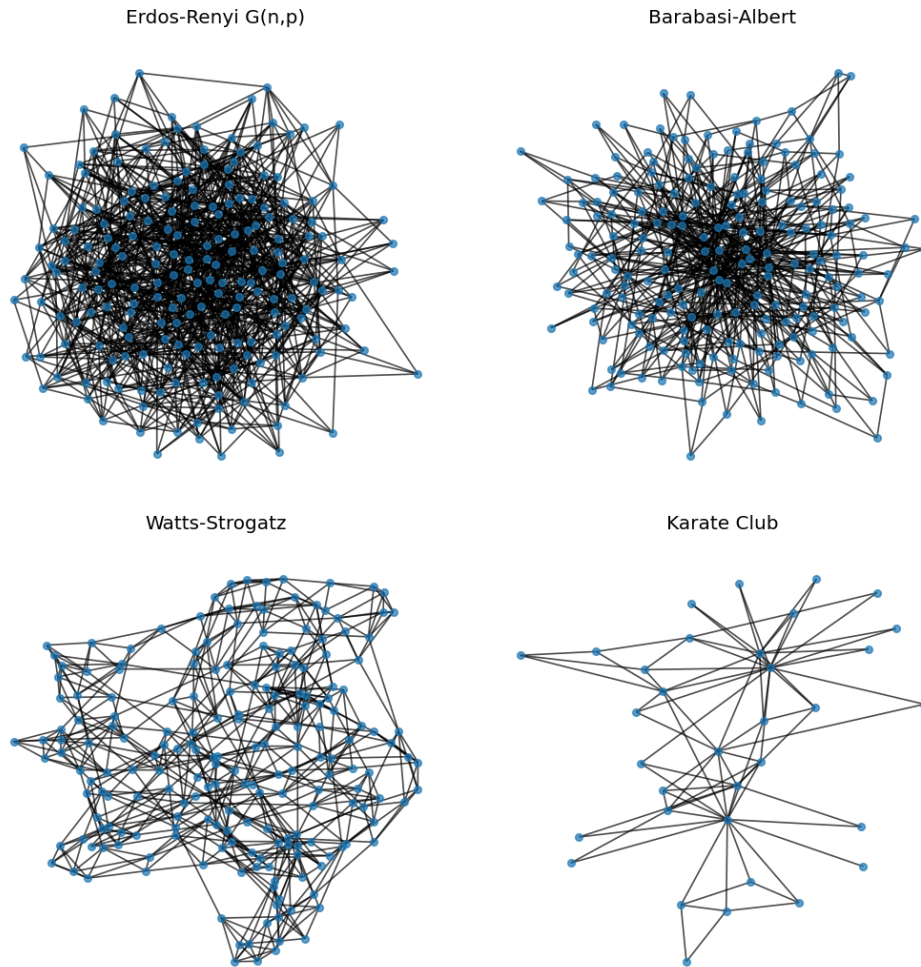 Erdos-Renyi G(n,p)
Barabasi-Albert
Watts-Strogatz
Karate Club